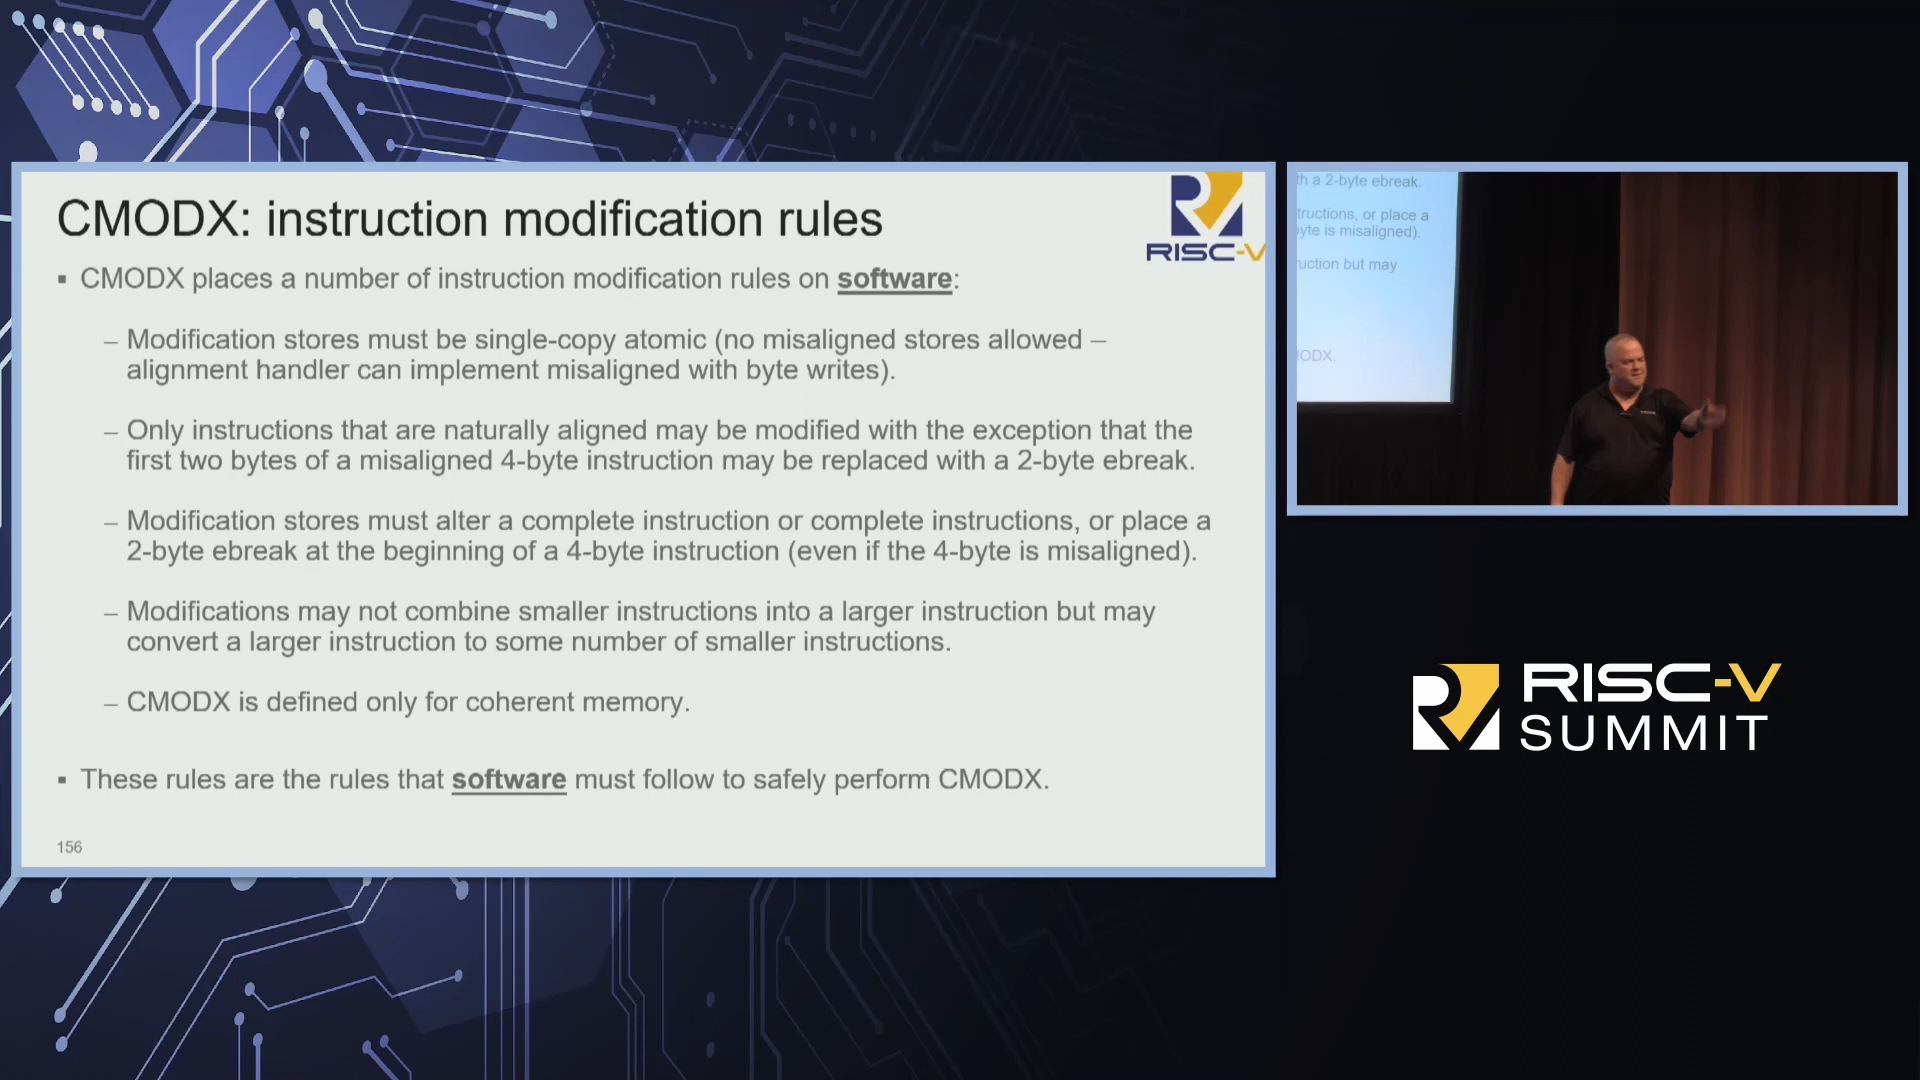 CMODX: instruction modification rules
RISC-V
▪ CMODX places a number of instruction modification rules on software:
– Modification stores must be single-copy atomic (no misaligned stores allowed –
alignment handler can implement misaligned with byte writes).
– Only instructions that are naturally aligned may be modified with the exception that the
first two bytes of a misaligned 4-byte instruction may be replaced with a 2-byte ebreak.
– Modification stores must alter a complete instruction or complete instructions, or place a
2-byte ebreak at the beginning of a 4-byte instruction (even if the 4-byte is misaligned).
– Modifications may not combine smaller instructions into a larger instruction but may
convert a larger instruction to some number of smaller instructions.
– CMODX is defined only for coherent memory.
▪ These rules are the rules that software must follow to safely perform CMODX.
156
th a 2-byte ebreak.
tructions, or place a
byte is misaligned).
ruction but may
MODX.
RISC-V
SUMMIT